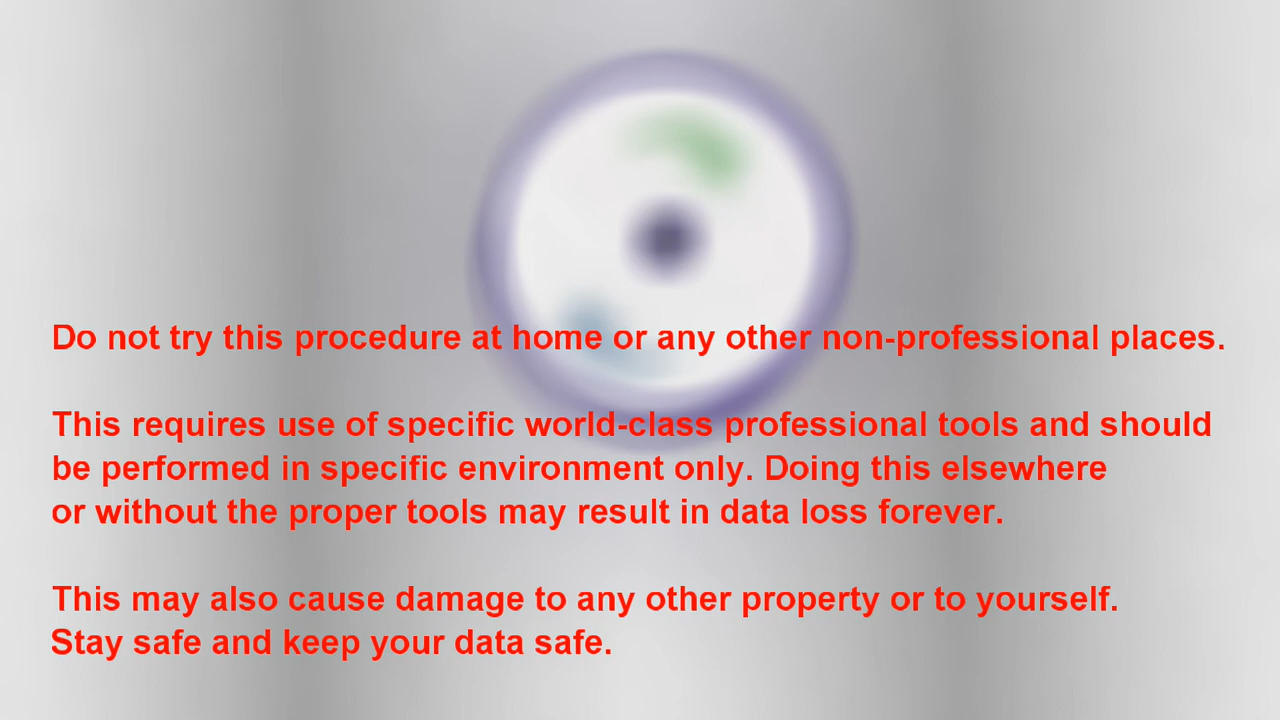 Do not try this procedure at home or any other non-professional places.
This requires use of specific world-class professional tools and should
be performed in specific environment only. Doing this elsewhere
or without the proper tools may result in data loss forever.
This may also cause damage to any other property or to yourself.
Stay safe and keep your data safe.